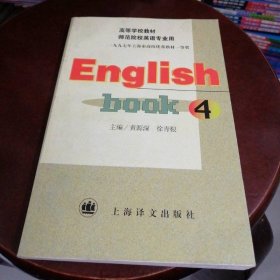 高等学校教材
师范院校英语专业用
一九九七年上海市高校优秀教材一等奖
English
book 4
主编/黄源深 徐青根
上海译文出版社